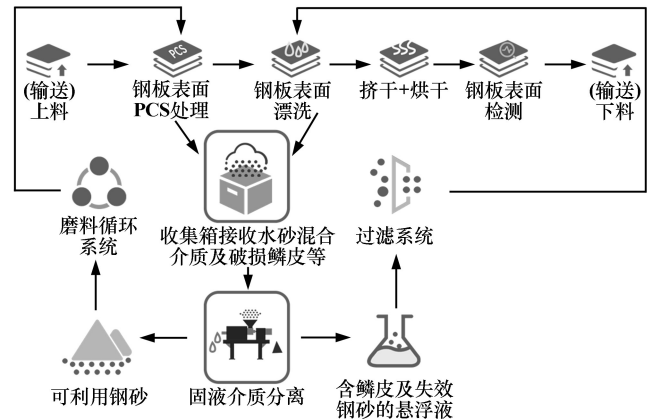 PCS
(输送)
上料
钢板表面
PCS处理
钢板表面
漂洗
挤干+烘干
钢板表面
检测
(输送)
下料
磨料循环
系统
收集箱接收水砂混合
介质及破损鳞皮等
过滤系统
可利用钢砂
固液介质分离
含鳞皮及失效
钢砂的悬浮液